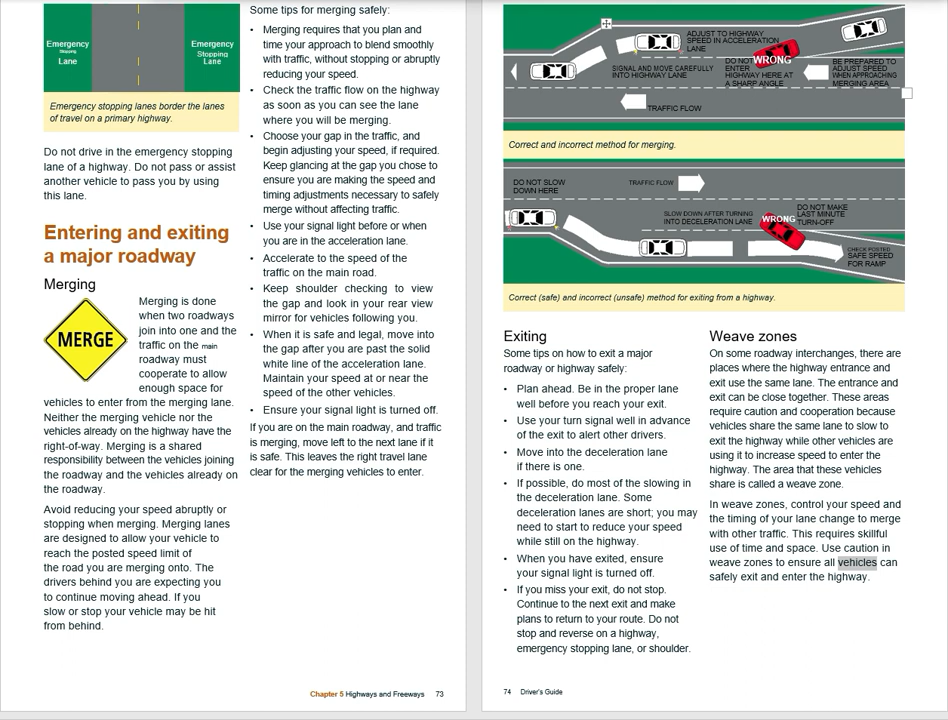 Emergency
Stopping
Lane
Emergency
Stopping
Lane
Emergency stopping lanes border the lanes
of travel on a primary highway.
Do not drive in the emergency stopping
lane of a highway. Do not pass or assist
another vehicle to pass you by using
this lane.
Entering and exiting
a major roadway
Merging
MERGE
Merging is done
when two roadways
join into one and the
traffic on the main
roadway must
cooperate to allow
enough space for
vehicles to enter from the merging lane.
Neither the merging vehicle nor the
vehicles already on the highway have the
right-of-way. Merging is a shared
responsibility between the vehicles joining
the roadway and the vehicles already on
the roadway.
Avoid reducing your speed abruptly or
stopping when merging. Merging lanes
are designed to allow your vehicle to
reach the posted speed limit of
the road you are merging onto. The
drivers behind you are expecting you
to continue moving ahead. If you
slow or stop your vehicle may be hit
from behind.
Some tips for merging safely:
• Merging requires that you plan and
time your approach to blend smoothly
with traffic, without stopping or abruptly
reducing your speed.
• Check the traffic flow on the highway
as soon as you can see the lane
where you will be merging.
• Choose your gap in the traffic, and
begin adjusting your speed, if required.
Keep glancing at the gap you chose to
ensure you are making the speed and
timing adjustments necessary to safely
merge without affecting traffic.
• Use your signal light before or when
you are in the acceleration lane.
• Accelerate to the speed of the
traffic on the main road.
• Keep shoulder checking to view
the gap and look in your rear view
mirror for vehicles following you.
• When it is safe and legal, move into
the gap after you are past the solid
white line of the acceleration lane.
Maintain your speed at or near the
speed of the other vehicles.
• Ensure your signal light is turned off.
If you are on the main roadway, and traffic
is merging, move left to the next lane if it
is safe. This leaves the right travel lane
clear for the merging vehicles to enter.
Chapter 5 Highways and Freeways 73
ADJUST TO HIGHWAY
SPEED IN ACCELERATION
LANE
SIGNAL AND MOVE CAREFULLY
INTO HIGHWAY LANE
WRONG
DO NOT
ENTER
HIGHWAY HERE AT
A SHARP ANGLE
BE PREPARED TO
ADJUST SPEED
WHEN APPROACHING
MERGING AREA
TRAFFIC FLOW
Correct and incorrect method for merging.
DO NOT SLOW
DOWN HERE
TRAFFIC FLOW
SLOW DOWN AFTER TURNING
INTO DECELERATION LANE
WRONG
DO NOT MAKE
LAST MINUTE
TURN-OFF
CHECK POSTED
SAFE SPEED
FOR RAMP
Correct (safe) and incorrect (unsafe) method for exiting from a highway.
Exiting
Some tips on how to exit a major
roadway or highway safely:
• Plan ahead. Be in the proper lane
well before you reach your exit.
• Use your turn signal well in advance
of the exit to alert other drivers.
• Move into the deceleration lane
if there is one.
• If possible, do most of the slowing in
the deceleration lane. Some
deceleration lanes are short; you may
need to start to reduce your speed
while still on the highway.
• When you have exited, ensure
your signal light is turned off.
• If you miss your exit, do not stop.
Continue to the next exit and make
plans to return to your route. Do not
stop and reverse on a highway,
emergency stopping lane, or shoulder.
Weave zones
On some roadway interchanges, there are
places where the highway entrance and
exit use the same lane. The entrance and
exit can be close together. These areas
require caution and cooperation because
vehicles share the same lane to slow to
exit the highway while other vehicles are
using it to increase speed to enter the
highway. The area that these vehicles
share is called a weave zone.
In weave zones, control your speed and
the timing of your lane change to merge
with other traffic. This requires skillful
use of time and space. Use caution in
weave zones to ensure all vehicles can
safely exit and enter the highway.
74 Driver's Guide